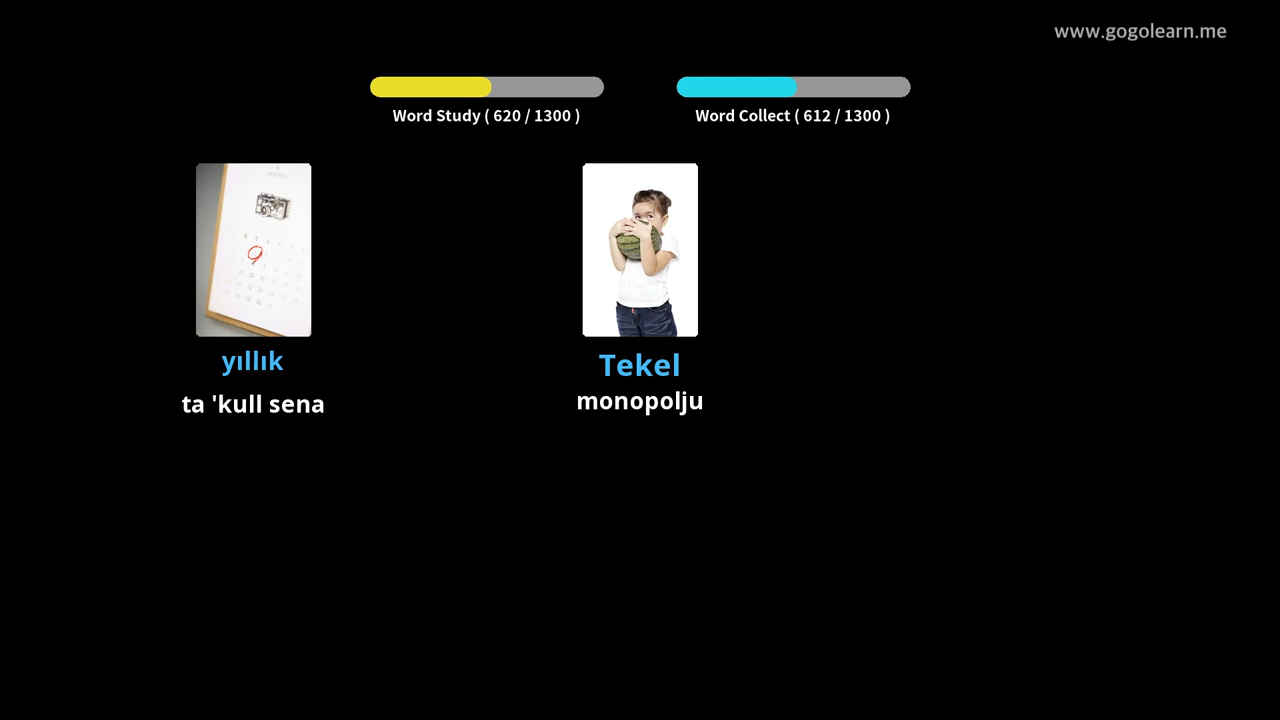 www.gogolearn.me
Word Study ( 620 / 1300 )
Word Collect ( 612 / 1300 )
yıllık
ta 'kull sena
Tekel
monopolju